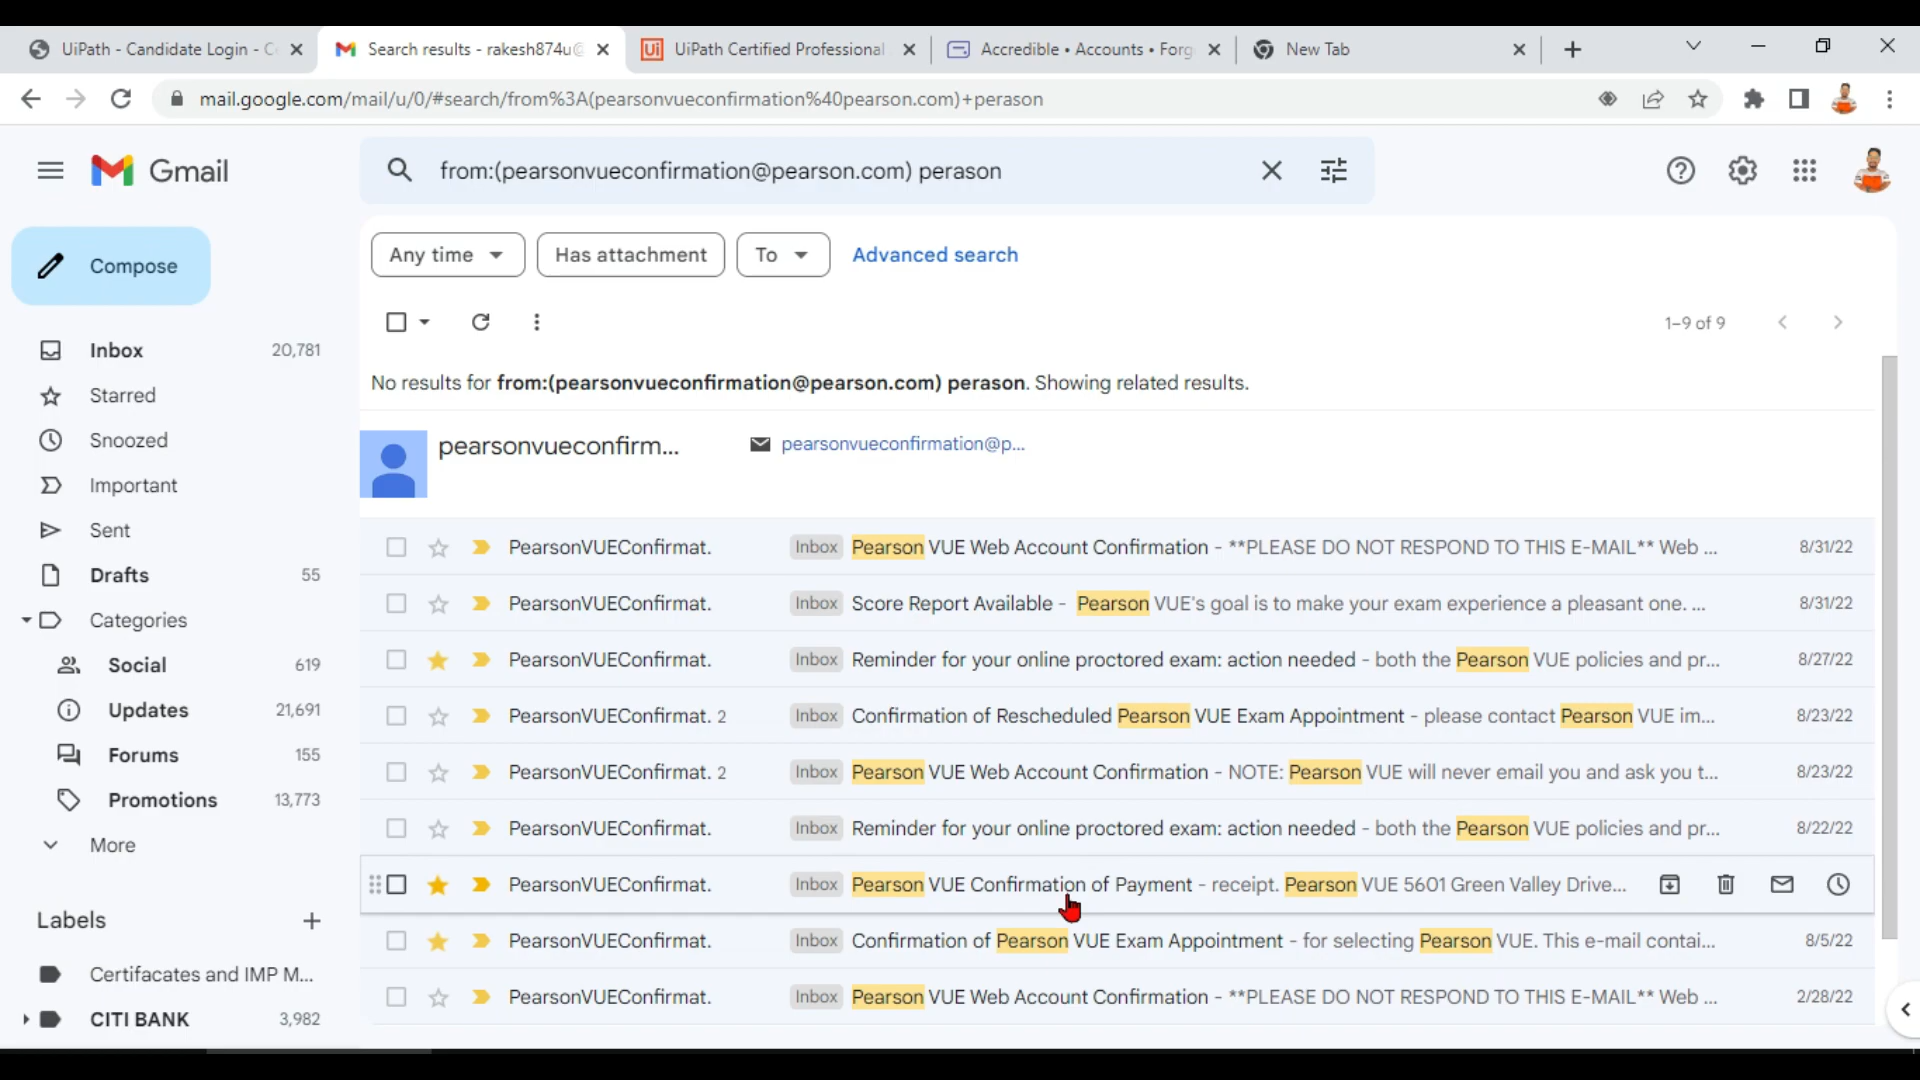 UiPath - Candidate Login - C
Search results - rakesh874u@
UiPath Certified Professional
Accredible • Accounts • Forg
New Tab
mail.google.com/mail/u/0/#search/from%3A(pearsonvueconfirmation%40pearson.com)+perason
Gmail
from:(pearsonvueconfirmation@pearson.com) perason
Compose
Any time
Has attachment
To
Advanced search
1–9 of 9
Inbox 20,781
Starred
Snoozed
Important
Sent
Drafts 55
Categories
Social 619
Updates 21,691
Forums 155
Promotions 13,773
More
Labels
Certifacates and IMP M...
CITI BANK 3,982
No results for from:(pearsonvueconfirmation@pearson.com) perason. Showing related results.
pearsonvueconfirm... pearsonvueconfirmation@p...
PearsonVUEConfirmat. Inbox Pearson VUE Web Account Confirmation - **PLEASE DO NOT RESPOND TO THIS E-MAIL** Web ... 8/31/22
PearsonVUEConfirmat. Inbox Score Report Available - Pearson VUE's goal is to make your exam experience a pleasant one. ... 8/31/22
PearsonVUEConfirmat. Inbox Reminder for your online proctored exam: action needed - both the Pearson VUE policies and pr... 8/27/22
PearsonVUEConfirmat. 2 Inbox Confirmation of Rescheduled Pearson VUE Exam Appointment - please contact Pearson VUE im... 8/23/22
PearsonVUEConfirmat. 2 Inbox Pearson VUE Web Account Confirmation - NOTE: Pearson VUE will never email you and ask you t... 8/23/22
PearsonVUEConfirmat. Inbox Reminder for your online proctored exam: action needed - both the Pearson VUE policies and pr... 8/22/22
PearsonVUEConfirmat. Inbox Pearson VUE Confirmation of Payment - receipt. Pearson VUE 5601 Green Valley Drive...
PearsonVUEConfirmat. Inbox Confirmation of Pearson VUE Exam Appointment - for selecting Pearson VUE. This e-mail contai... 8/5/22
PearsonVUEConfirmat. Inbox Pearson VUE Web Account Confirmation - **PLEASE DO NOT RESPOND TO THIS E-MAIL** Web ... 2/28/22